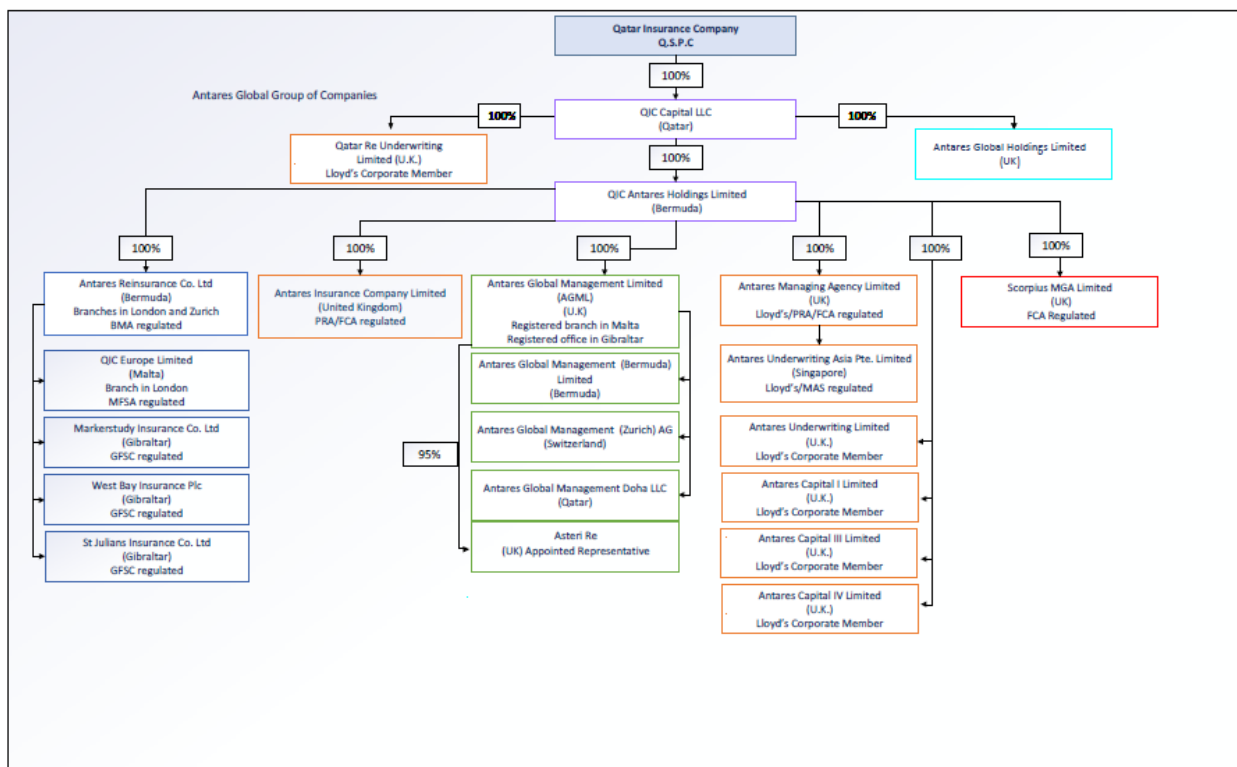 Qatar Insurance Company
Q.S.P.C
100%
Antares Global Group of Companies
100%
QIC Capital LLC
(Qatar)
100%
Qatar Re Underwriting
Limited (U.K.)
Lloyd's Corporate Member
Antares Global Holdings Limited
(UK)
100%
QIC Antares Holdings Limited
(Bermuda)
100%
100%
100%
100%
100%
100%
Antares Reinsurance Co. Ltd
(Bermuda)
Branches in London and Zurich
BMA regulated
Antares Insurance Company Limited
(United Kingdom)
PRA/FCA regulated
Antares Global Management Limited
(AGML)
(U.K)
Registered branch in Malta
Registered office in Gibraltar
Antares Managing Agency Limited
(UK)
Lloyd's/PRA/FCA regulated
Scorpius MGA Limited
(UK)
FCA Regulated
QIC Europe Limited
(Malta)
Branch in London
MFSA regulated
Antares Global Management (Bermuda)
Limited
(Bermuda)
Antares Underwriting Asia Pte. Limited
(Singapore)
Lloyd's/MAS regulated
Markerstudy Insurance Co. Ltd
(Gibraltar)
GFSC regulated
95%
Antares Global Management (Zurich) AG
(Switzerland)
Antares Underwriting Limited
(U.K.)
Lloyd's Corporate Member
West Bay Insurance Plc
(Gibraltar)
GFSC regulated
Antares Global Management Doha LLC
(Qatar)
Antares Capital I Limited
(U.K.)
Lloyd's Corporate Member
St Julians Insurance Co. Ltd
(Gibraltar)
GFSC regulated
Asteri Re
(UK) Appointed Representative
Antares Capital III Limited
(U.K.)
Lloyd's Corporate Member
Antares Capital IV Limited
(U.K.)
Lloyd's Corporate Member